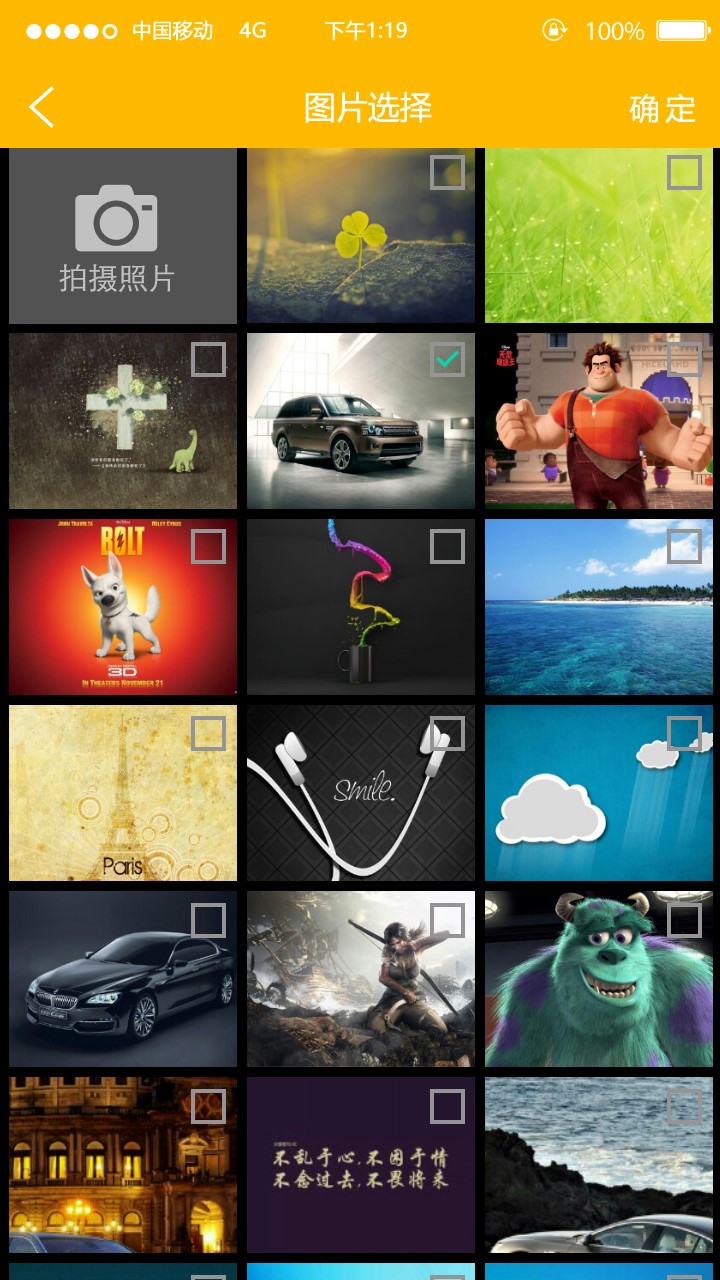 中国移动 4G 下午1:19 100%
图片选择
确定
拍摄照片
NICELAND
JOHN TRAVOLTA MILEY CYRUS
BOLT
3D
IN THEATERS NOVEMBER 21
Paris
smile.
不乱于心,不困于情
不念过去,不畏将来